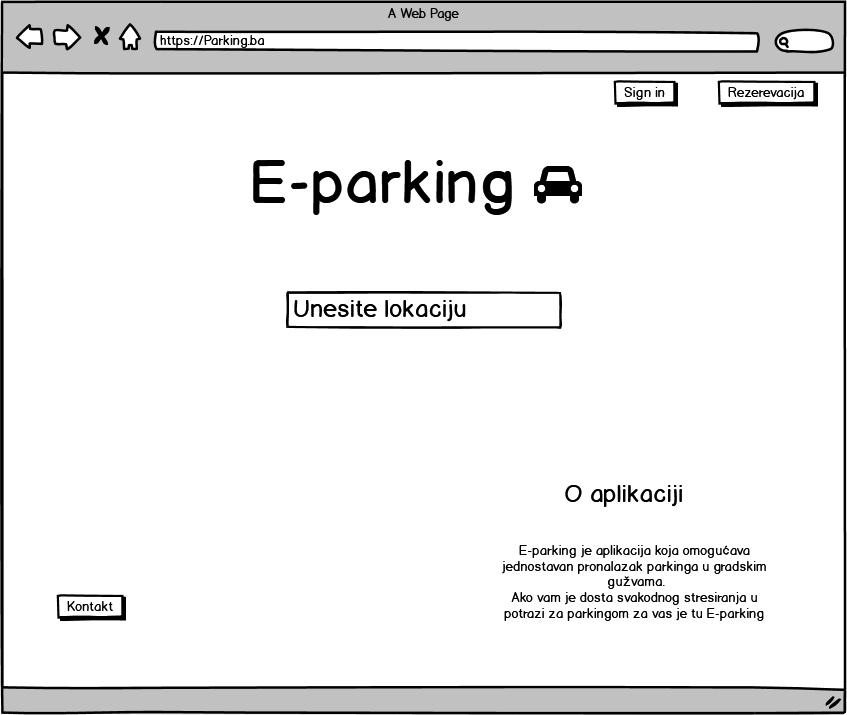 A Web Page
https://Parking.ba
Sign in
Rezerevacija
E-parking
Unesite lokaciju
O aplikaciji
E-parking je aplikacija koja omogućava
jednostavan pronalazak parkinga u gradskim
gužvama.
Ako vam je dosta svakodnog stresiranja u
potrazi za parkingom za vas je tu E-parking
Kontakt